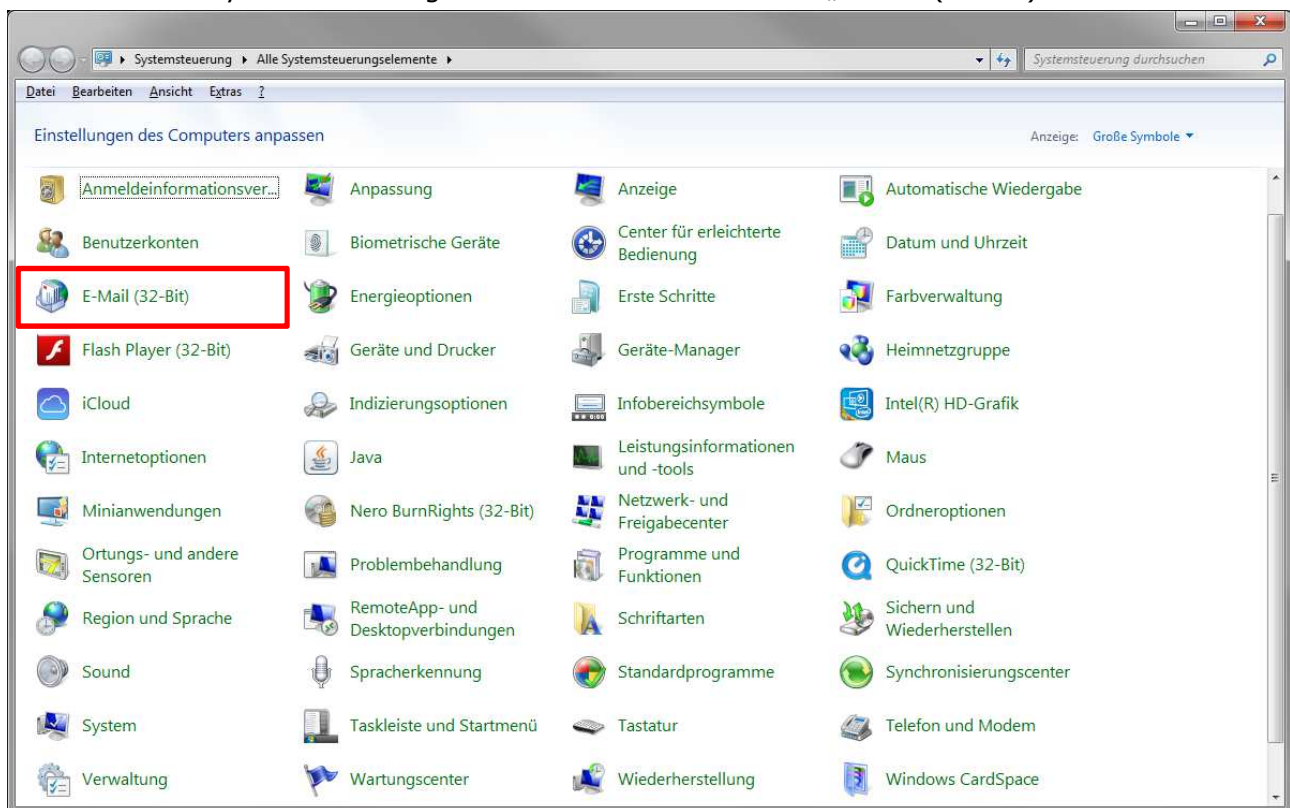 Systemsteuerung ▸ Alle Systemsteuerungselemente ▸ Systemsteuerung durchsuchen
Datei Bearbeiten Ansicht Extras ?
Einstellungen des Computers anpassen Anzeige: Große Symbole
Anmeldeinformationsver... Anpassung Anzeige Automatische Wiedergabe
Benutzerkonten Biometrische Geräte Center für erleichterte Datum und Uhrzeit
Bedienung
E-Mail (32-Bit) Energieoptionen Erste Schritte Farbverwaltung
Flash Player (32-Bit) Geräte und Drucker Geräte-Manager Heimnetzgruppe
iCloud Indizierungsoptionen Infobereichsymbole Intel(R) HD-Grafik
Internetoptionen Java Leistungsinformationen Maus
und -tools
Minianwendungen Nero BurnRights (32-Bit) Netzwerk- und Ordneroptionen
Freigabecenter
Ortungs- und andere Problembehandlung Programme und QuickTime (32-Bit)
Sensoren Funktionen
Region und Sprache RemoteApp- und Schriftarten Sichern und
Desktopverbindungen Wiederherstellen
Sound Spracherkennung Standardprogramme Synchronisierungscenter
System Taskleiste und Startmenü Tastatur Telefon und Modem
Verwaltung Wartungscenter Wiederherstellung Windows CardSpace